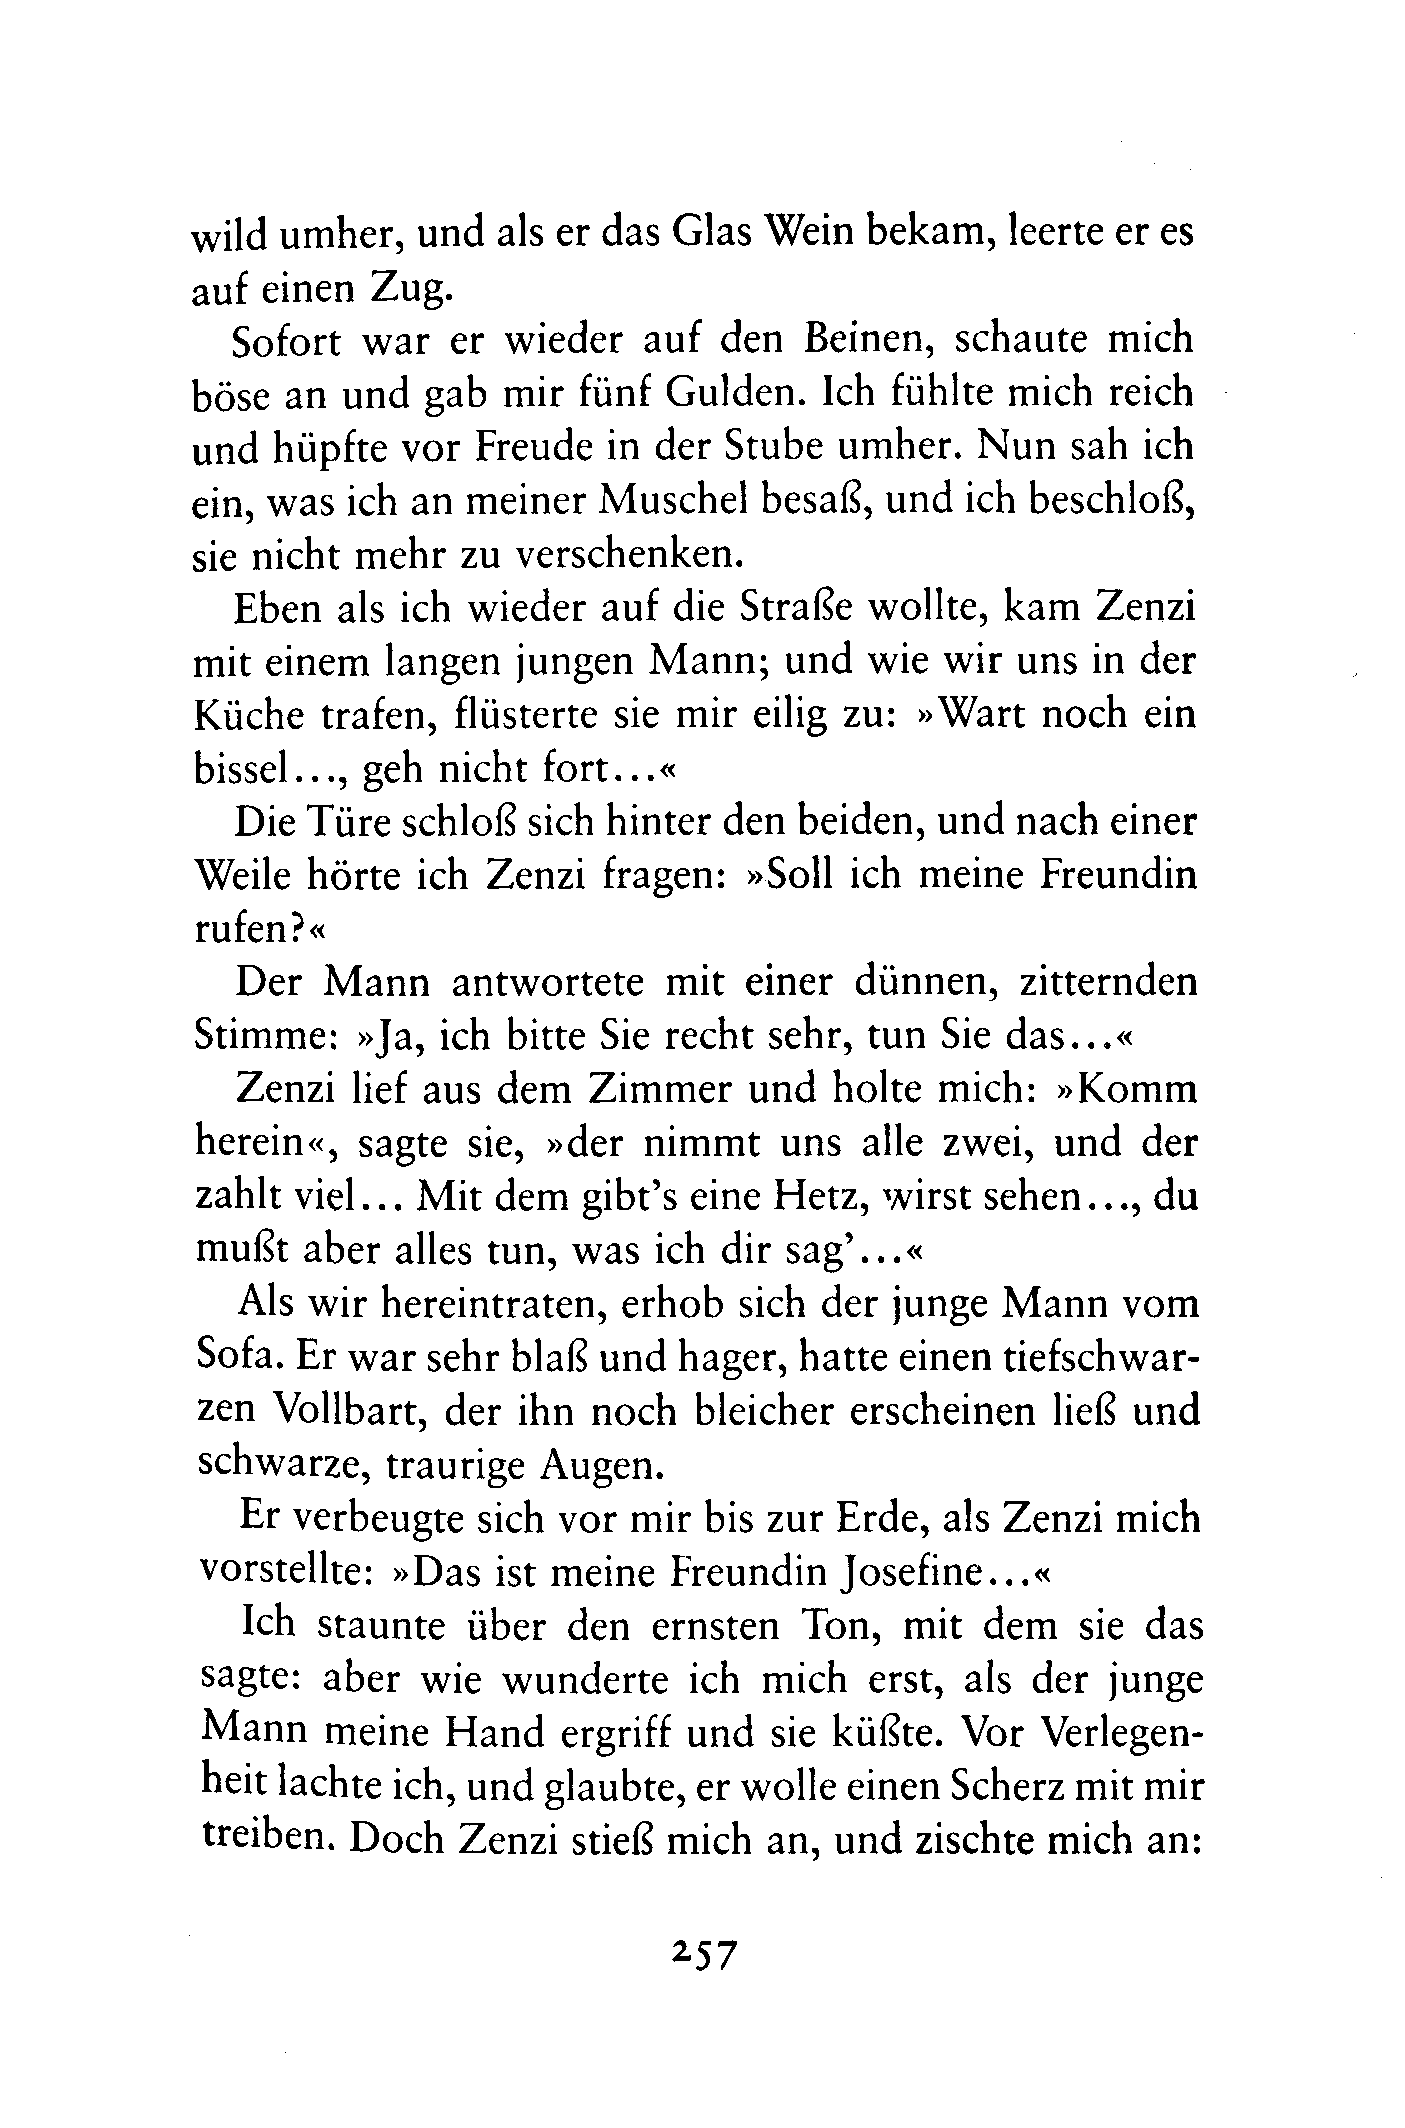 wild umher, und als er das Glas Wein bekam, leerte er es
auf einen Zug.
Sofort war er wieder auf den Beinen, schaute mich
böse an und gab mir fünf Gulden. Ich fühlte mich reich
und hüpfte vor Freude in der Stube umher. Nun sah ich
ein, was ich an meiner Muschel besaß, und ich beschloß,
sie nicht mehr zu verschenken.
Eben als ich wieder auf die Straße wollte, kam Zenzi
mit einem langen jungen Mann; und wie wir uns in der
Küche trafen, flüsterte sie mir eilig zu: »Wart noch ein
bissel..., geh nicht fort...«
Die Türe schloß sich hinter den beiden, und nach einer
Weile hörte ich Zenzi fragen: »Soll ich meine Freundin
rufen?«
Der Mann antwortete mit einer dünnen, zitternden
Stimme: »Ja, ich bitte Sie recht sehr, tun Sie das...«
Zenzi lief aus dem Zimmer und holte mich: »Komm
herein«, sagte sie, »der nimmt uns alle zwei, und der
zahlt viel... Mit dem gibt's eine Hetz, wirst sehen..., du
mußt aber alles tun, was ich dir sag'...«
Als wir hereintraten, erhob sich der junge Mann vom
Sofa. Er war sehr blaß und hager, hatte einen tiefschwar-
zen Vollbart, der ihn noch bleicher erscheinen ließ und
schwarze, traurige Augen.
Er verbeugte sich vor mir bis zur Erde, als Zenzi mich
vorstellte: »Das ist meine Freundin Josefine...«
Ich staunte über den ernsten Ton, mit dem sie das
sagte: aber wie wunderte ich mich erst, als der junge
Mann meine Hand ergriff und sie küßte. Vor Verlegen-
heit lachte ich, und glaubte, er wolle einen Scherz mit mir
treiben. Doch Zenzi stieß mich an, und zischte mich an:
257